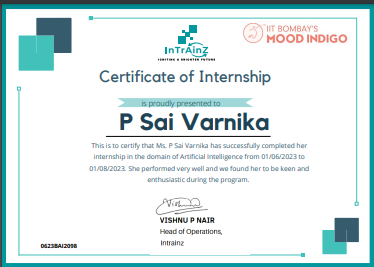 InTrAInZ
IGNITING A BRIGHTER FUTURE
IIT BOMBAY'S
MOOD INDIGO
Certificate of Internship
is proudly presented to
P Sai Varnika
This is to certify that Ms. P Sai Varnika has successfully completed her
internship in the domain of Artificial Intelligence from 01/06/2023 to
01/08/2023. She performed very well and we found her to be keen and
enthusiastic during the program.
VISHNU P NAIR
Head of Operations,
Intrainz
0623BAI2098